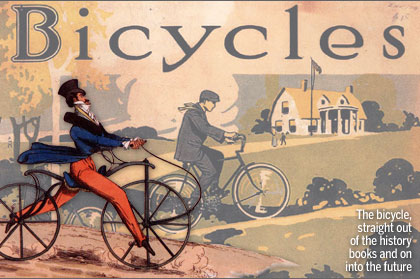 Bicycles
The bicycle,
straight out
of the history
books and on
into the future